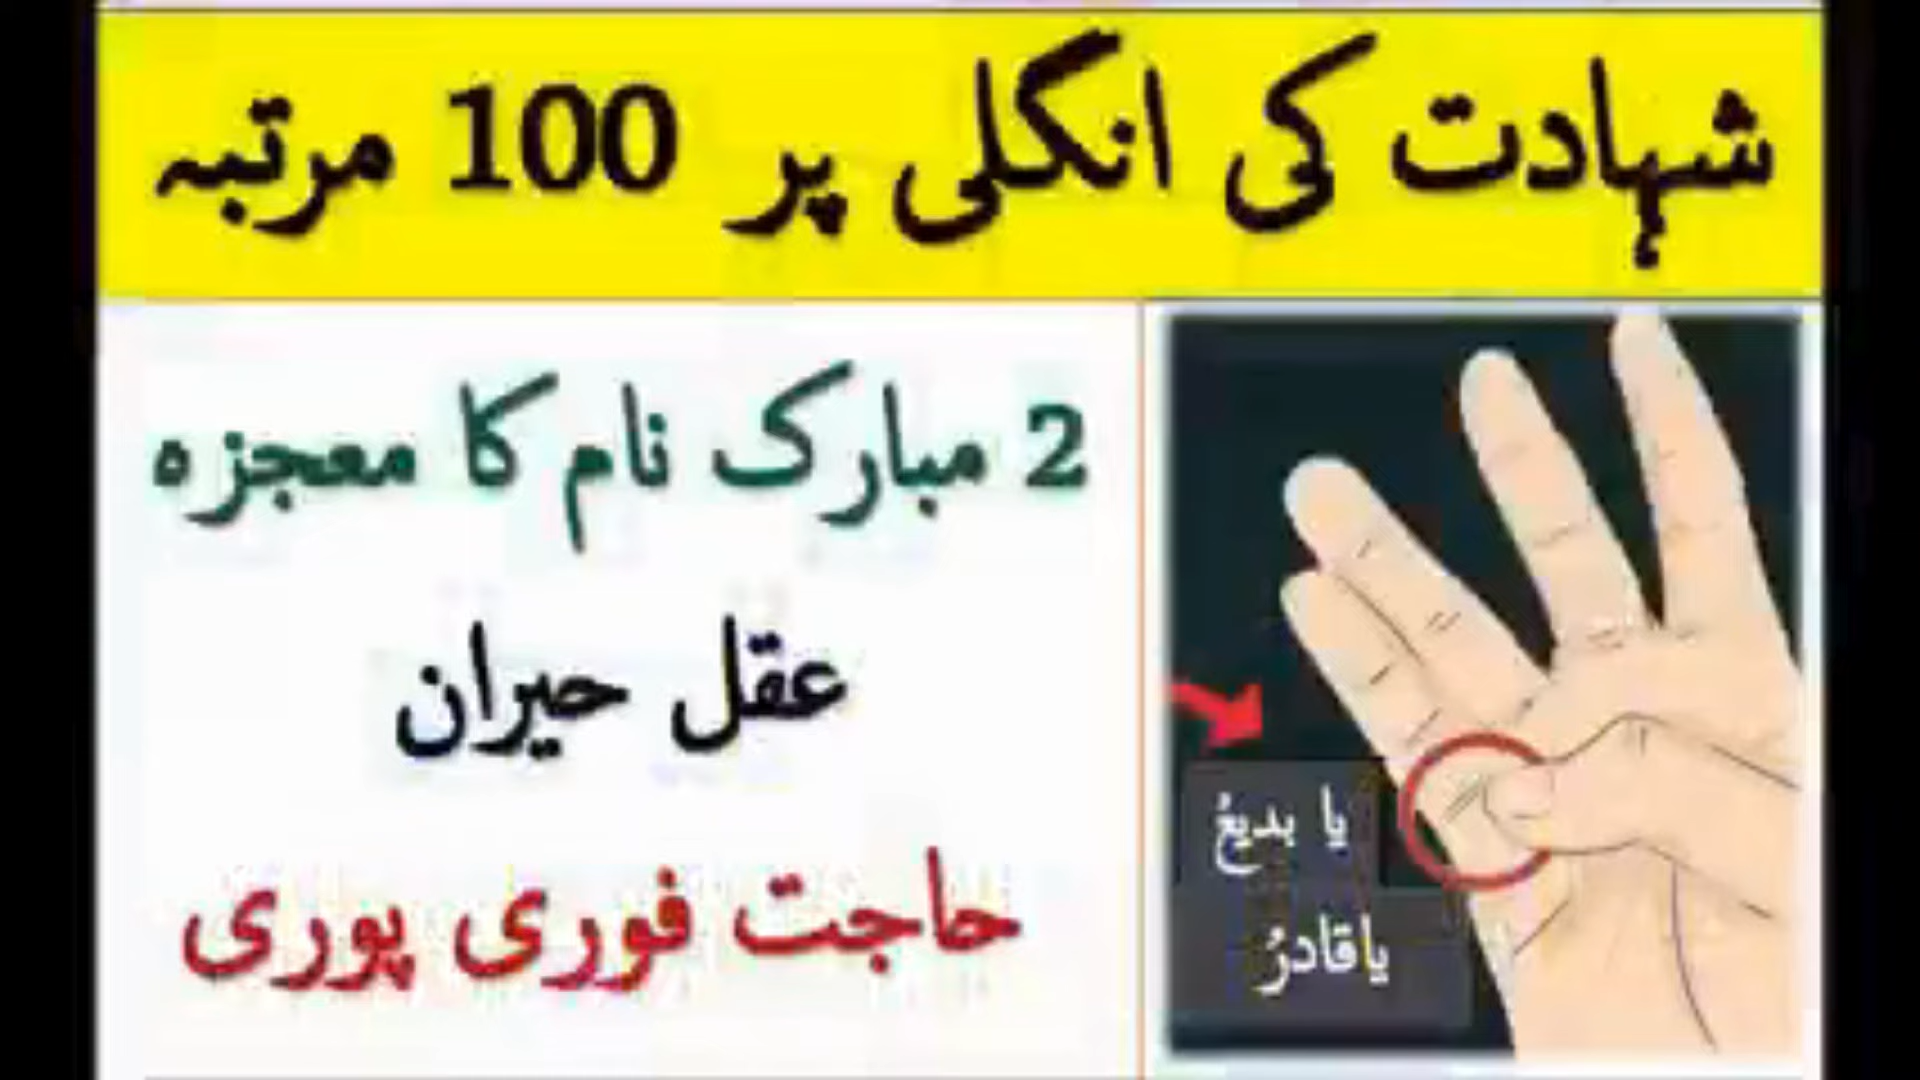 شہادت کی انگلی پر 100 مرتبہ
2 مبارک نام کا معجزہ
عقل حیران
حاجت فوری پوری
یا بدیعُ
یاقادرُ